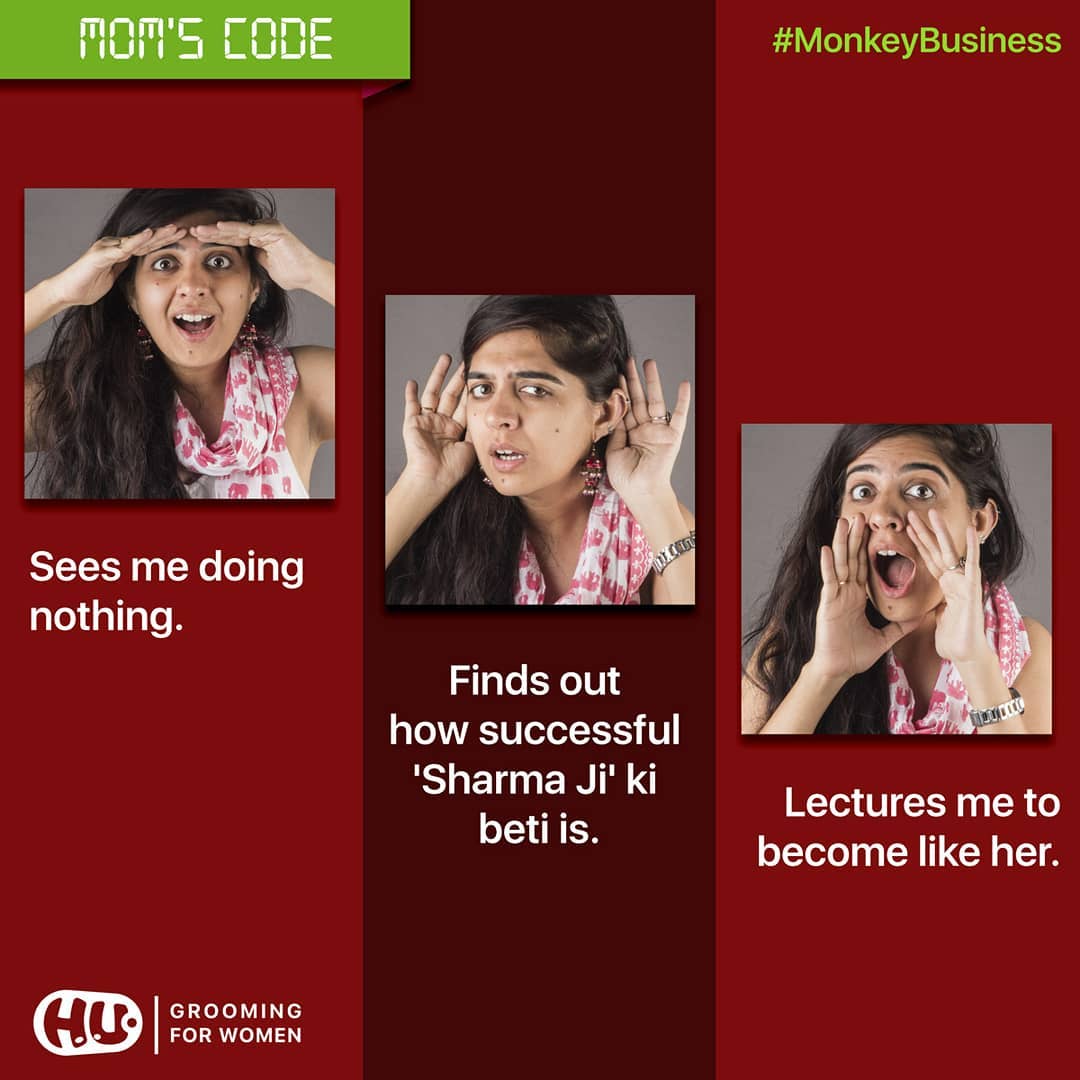 MOM'S CODE
#MonkeyBusiness
Sees me doing
nothing.
Finds out
how successful
'Sharma Ji' ki
beti is.
Lectures me to
become like her.
H.U.
GROOMING
FOR WOMEN